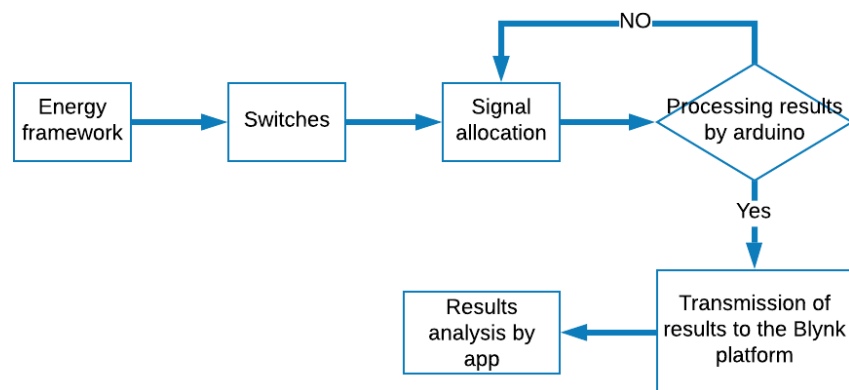 NO
Energy
framework
Switches
Signal
allocation
Processing results
by arduino
Yes
Transmission of
results to the Blynk
platform
Results
analysis by
app